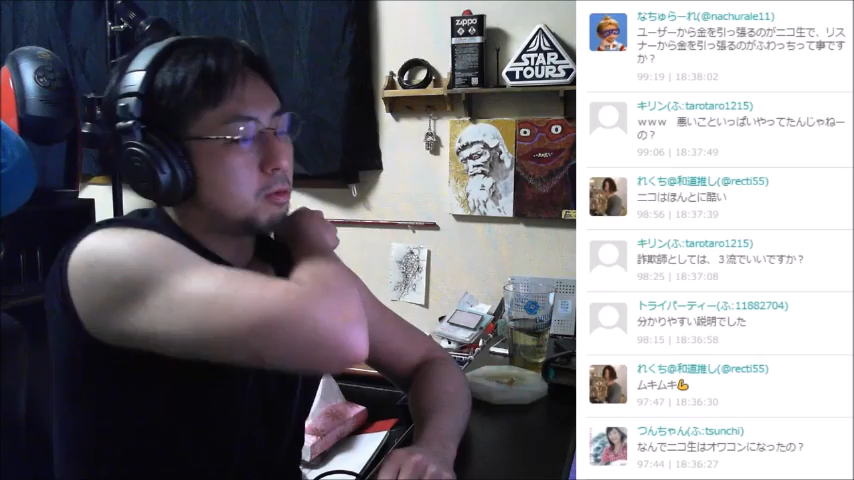 zippo
STAR
TOURS
なちゅらーれ(@nachurale11)
ユーザーから金を引っ張るのがニコ生で、リス
ナーから金を引っ張るのがふわっちって事です
か？
99:19 | 18:38:02
キリン(ふ:tarotaro1215)
ｗｗｗ　悪いこといっぱいやってたんじゃねー
の？
99:06 | 18:37:49
れくち@和道推し(@recti55)
ニコはほんとに酷い
98:56 | 18:37:39
キリン(ふ:tarotaro1215)
詐欺師としては、３流でいいですか？
98:25 | 18:37:08
トライパーティー(ふ:11882704)
分かりやすい説明でした
98:15 | 18:36:58
れくち@和道推し(@recti55)
ムキムキ💪
97:47 | 18:36:30
つんちゃん(ふ:tsunchi)
なんでニコ生はオワコンになったの？
97:44 | 18:36:27